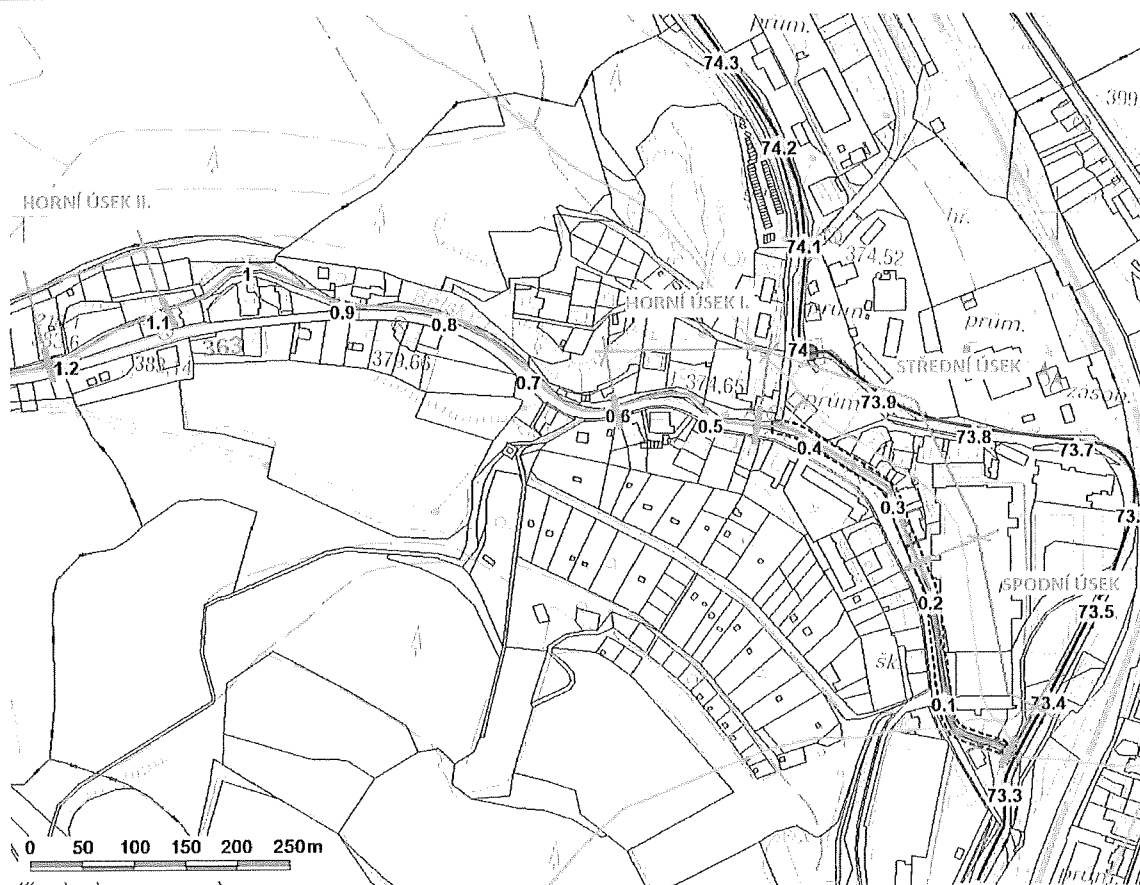 prům.
74.3
399
74.2
HORNÍ ÚSEK II.
hř.
74.1
374,52
1
HORNÍ ÚSEK I.
0.9
prům.
prům.
1.1
0.8
363
74
379,66
STŘEDNÍ ÚSEK
1.2
0.7
374,65
prům.
73.9
0.6
0.5
73.8
0.4
73.7
0.3
73.
SPODNÍ ÚSEK
0.2
73.5
šk.
0.1
73.4
73.3
0 50 100 150 200 250m
prům.